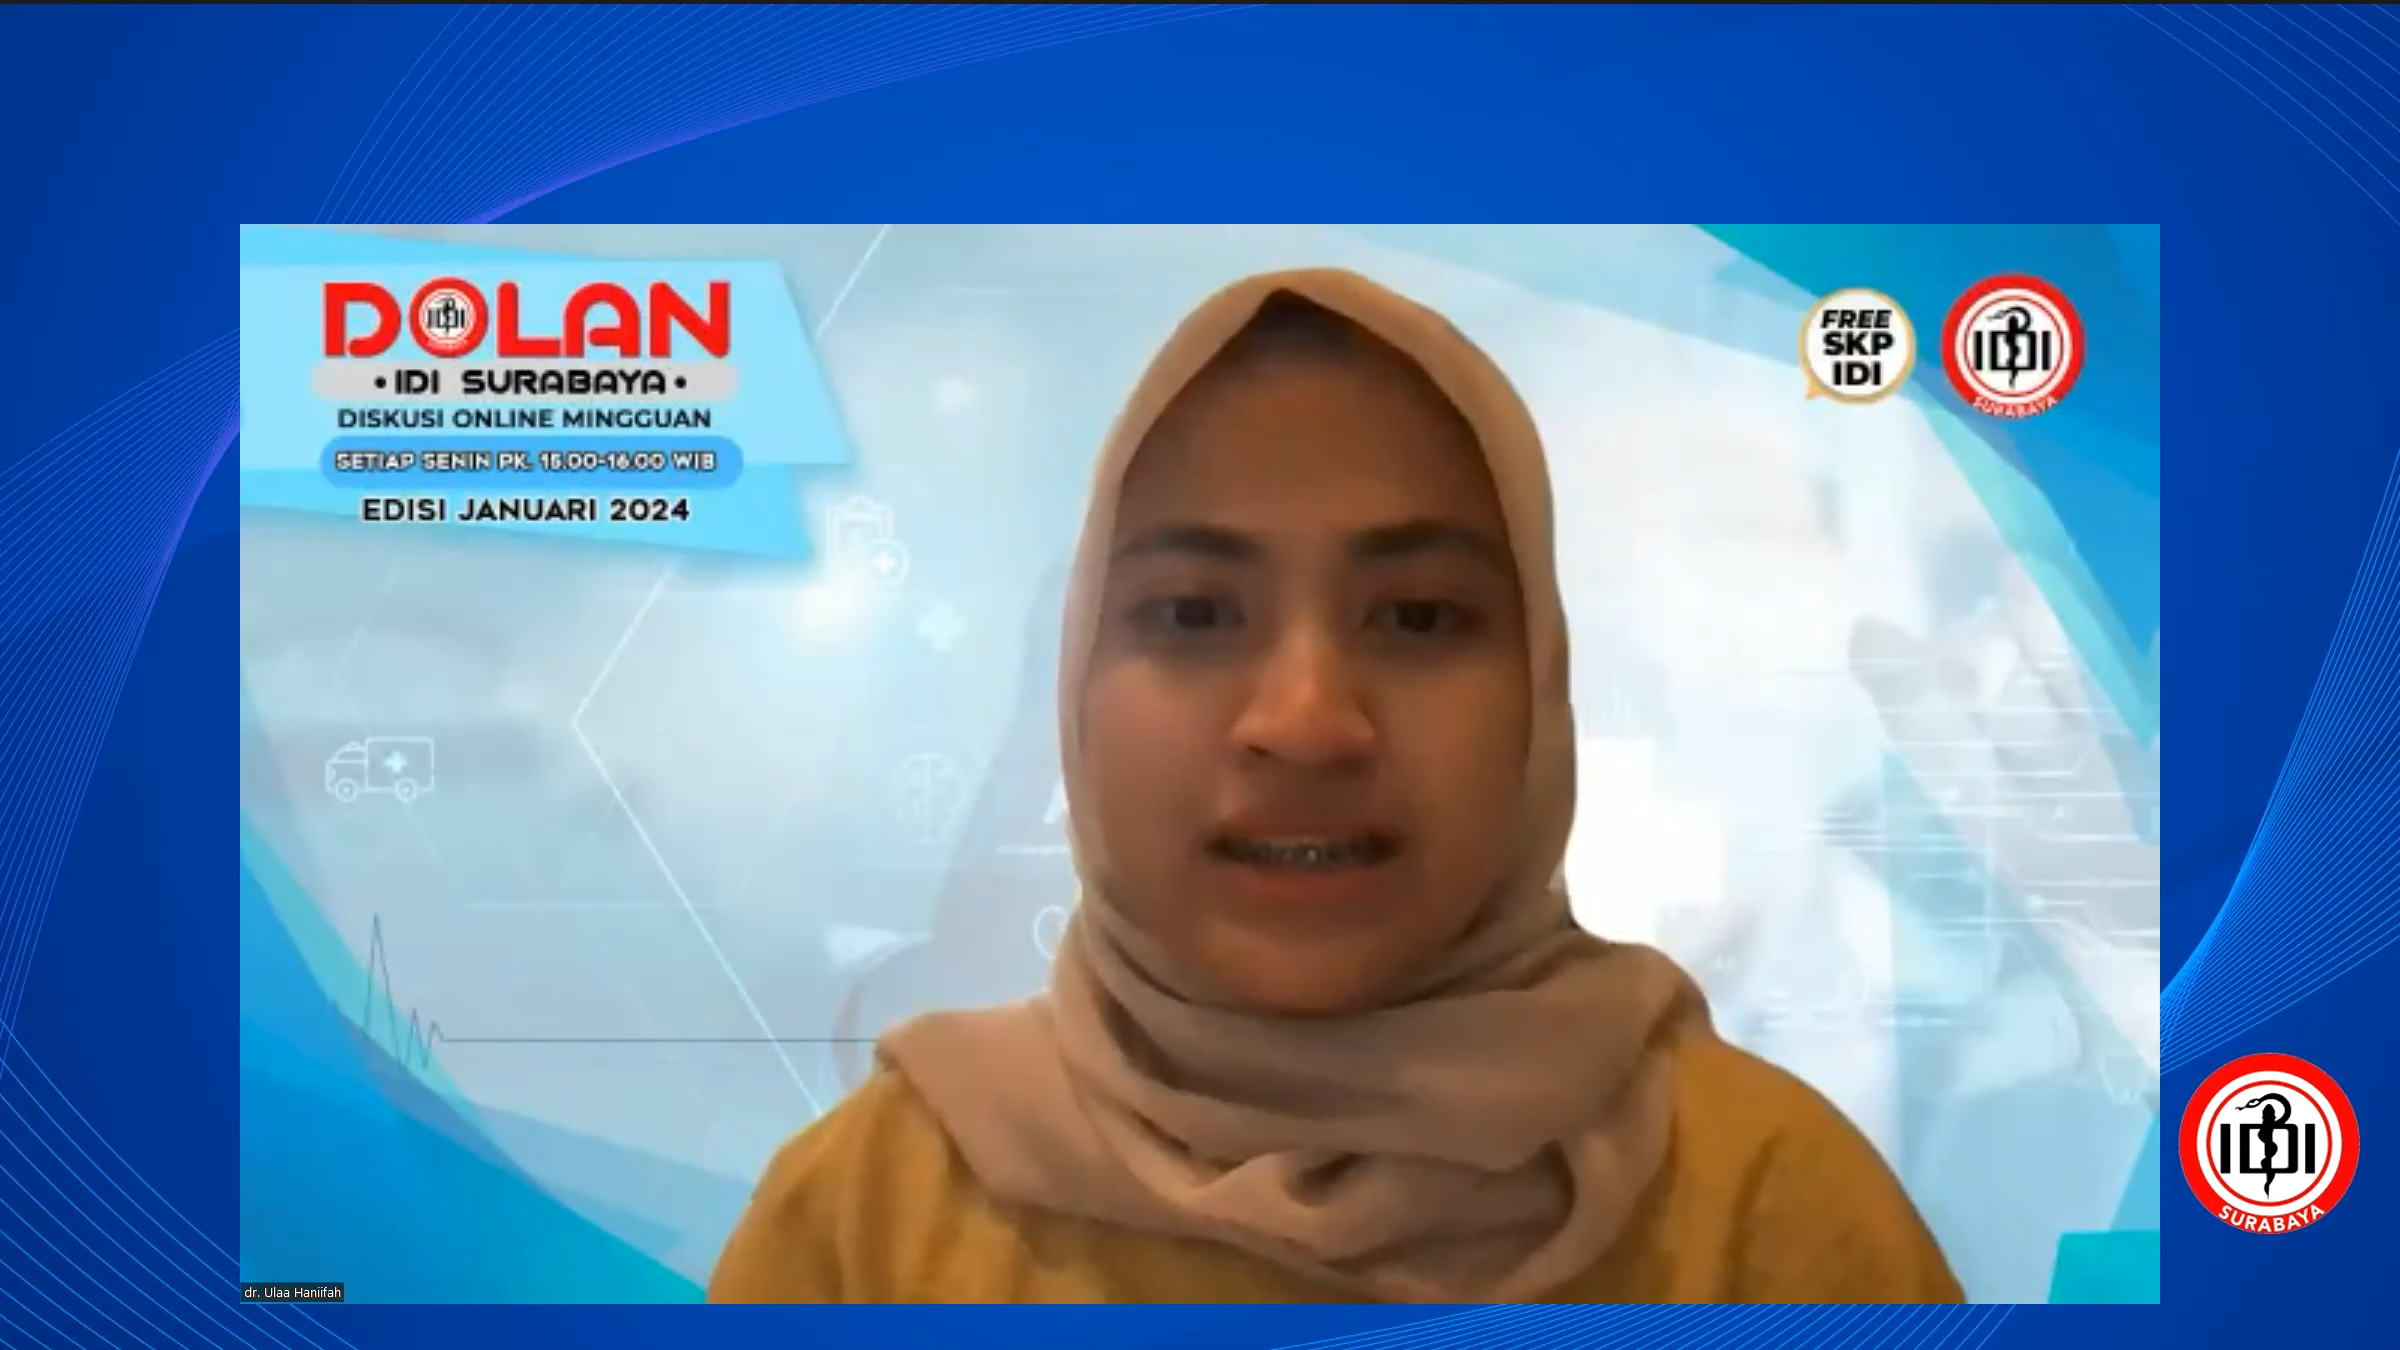 DOLAN
• IDI SURABAYA •
DISKUSI ONLINE MINGGUAN
SETIAP SENIN PK. 15.00-16.00 WIB
EDISI JANUARI 2024
FREE
SKP
IDI
IDI
SURABAYA
IDI
SURABAYA
dr. Ulaa Haniifah